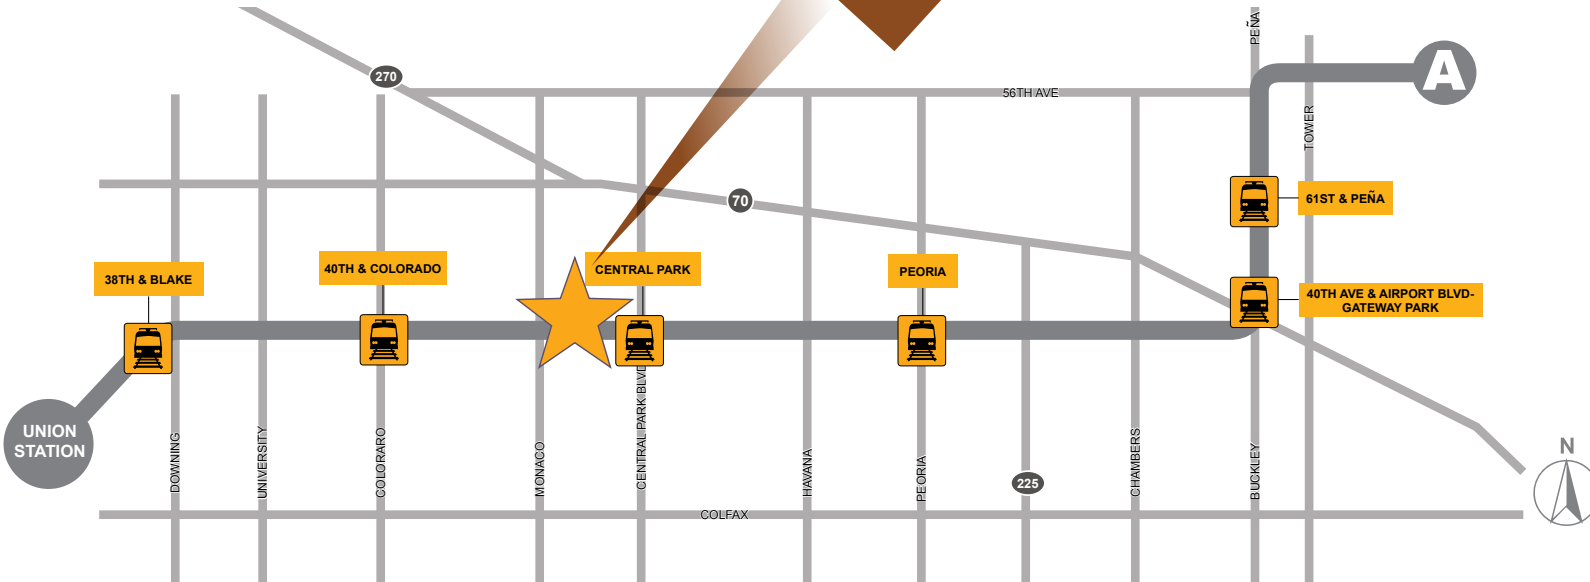 PEÑA
270
A
56TH AVE
TOWER
70
61ST & PEÑA
38TH & BLAKE
40TH & COLORADO
CENTRAL PARK
PEORIA
40TH AVE & AIRPORT BLVD-
GATEWAY PARK
UNION
STATION
DOWNING
UNIVERSITY
COLORARO
MONACO
CENTRAL PARK BLVD
HAVANA
PEORIA
225
CHAMBERS
BUCKLEY
N
COLFAX